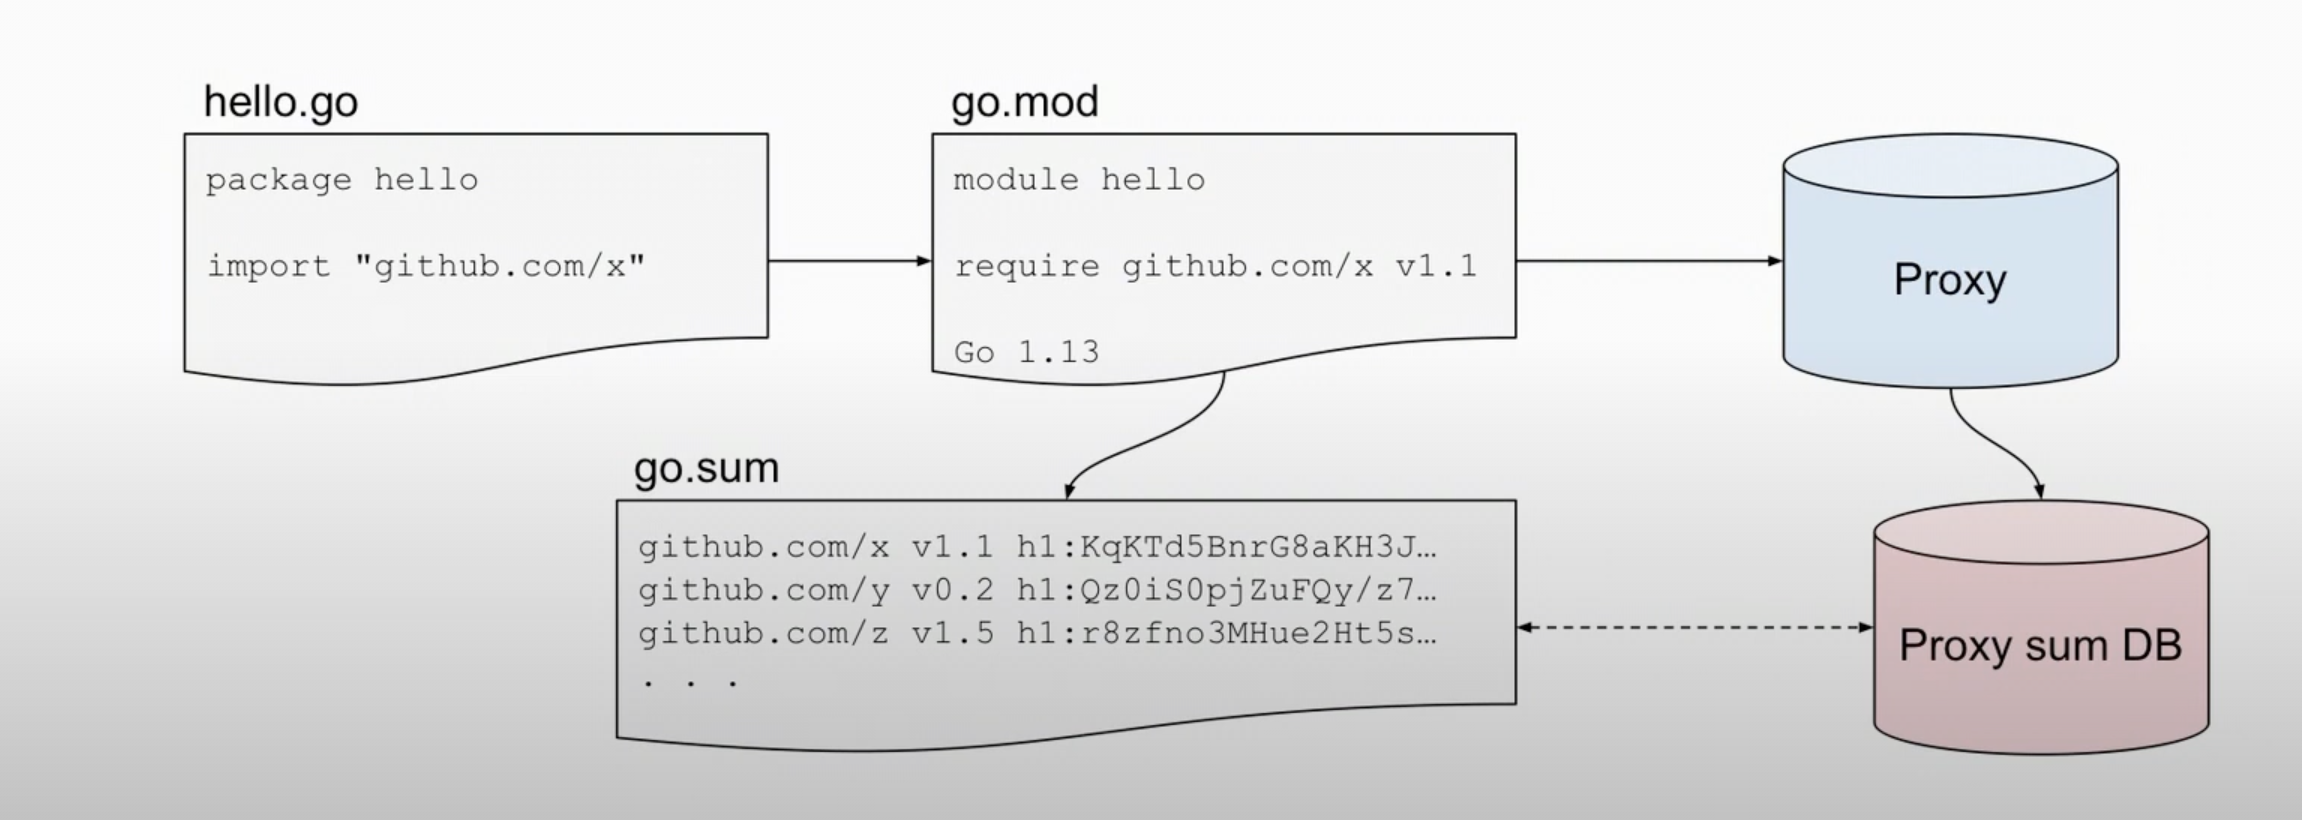 hello.go
package hello
import "github.com/x"
go.mod
module hello
require github.com/x v1.1
Go 1.13
Proxy
go.sum
github.com/x v1.1 h1:KqKTd5BnrG8aKH3J…
github.com/y v0.2 h1:Qz0iS0pjZuFQy/z7…
github.com/z v1.5 h1:r8zfno3MHue2Ht5s…
. . .
Proxy sum DB